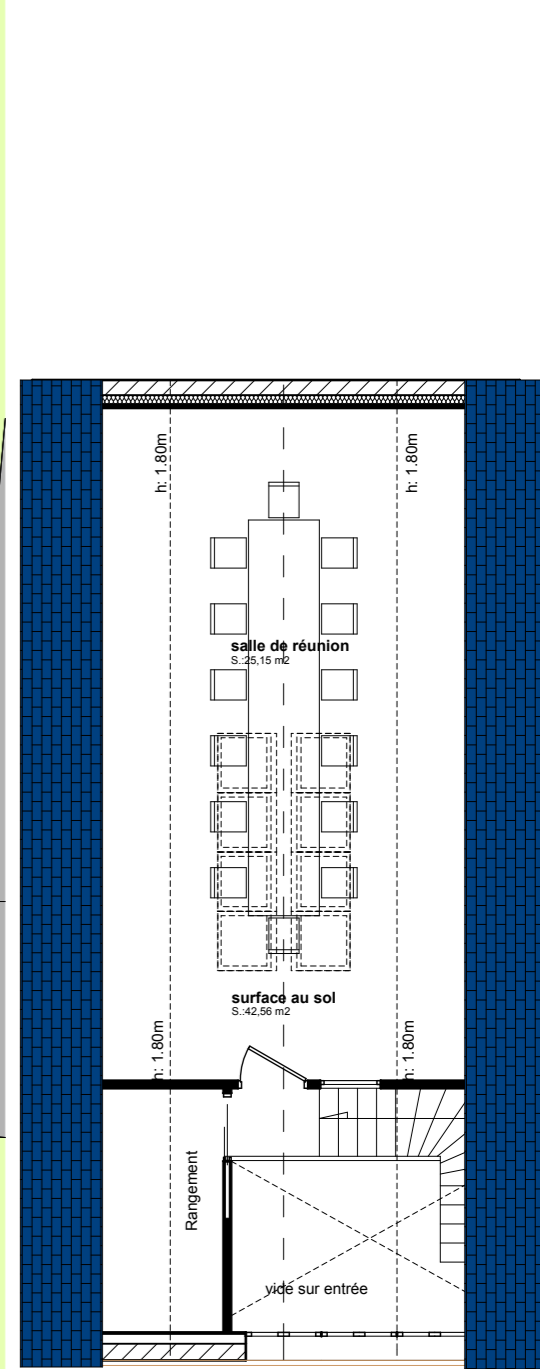 h: 1.80m
h: 1.80m
salle de réunion
S.:25,15 m2
surface au sol
S.:42,56 m2
h: 1.80m
h: 1.80m
Rangement
vide sur entrée